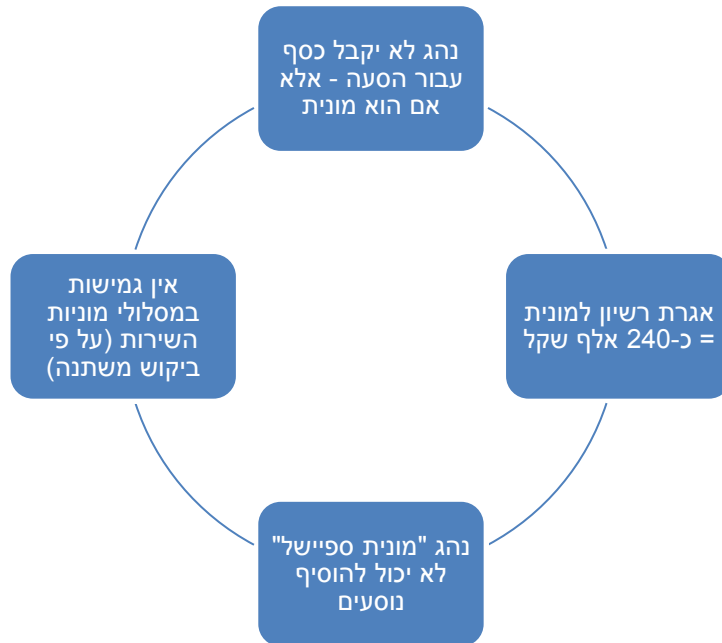 נהג לא יקבל כסף
עבור הסעה - אלא
אם הוא מונית
אגרת רשיון למונית
= כ-240 אלף שקל
נהג "מונית ספיישל"
לא יכול להוסיף
נוסעים
אין גמישות
במסלולי מוניות
השירות (על פי
ביקוש משתנה)